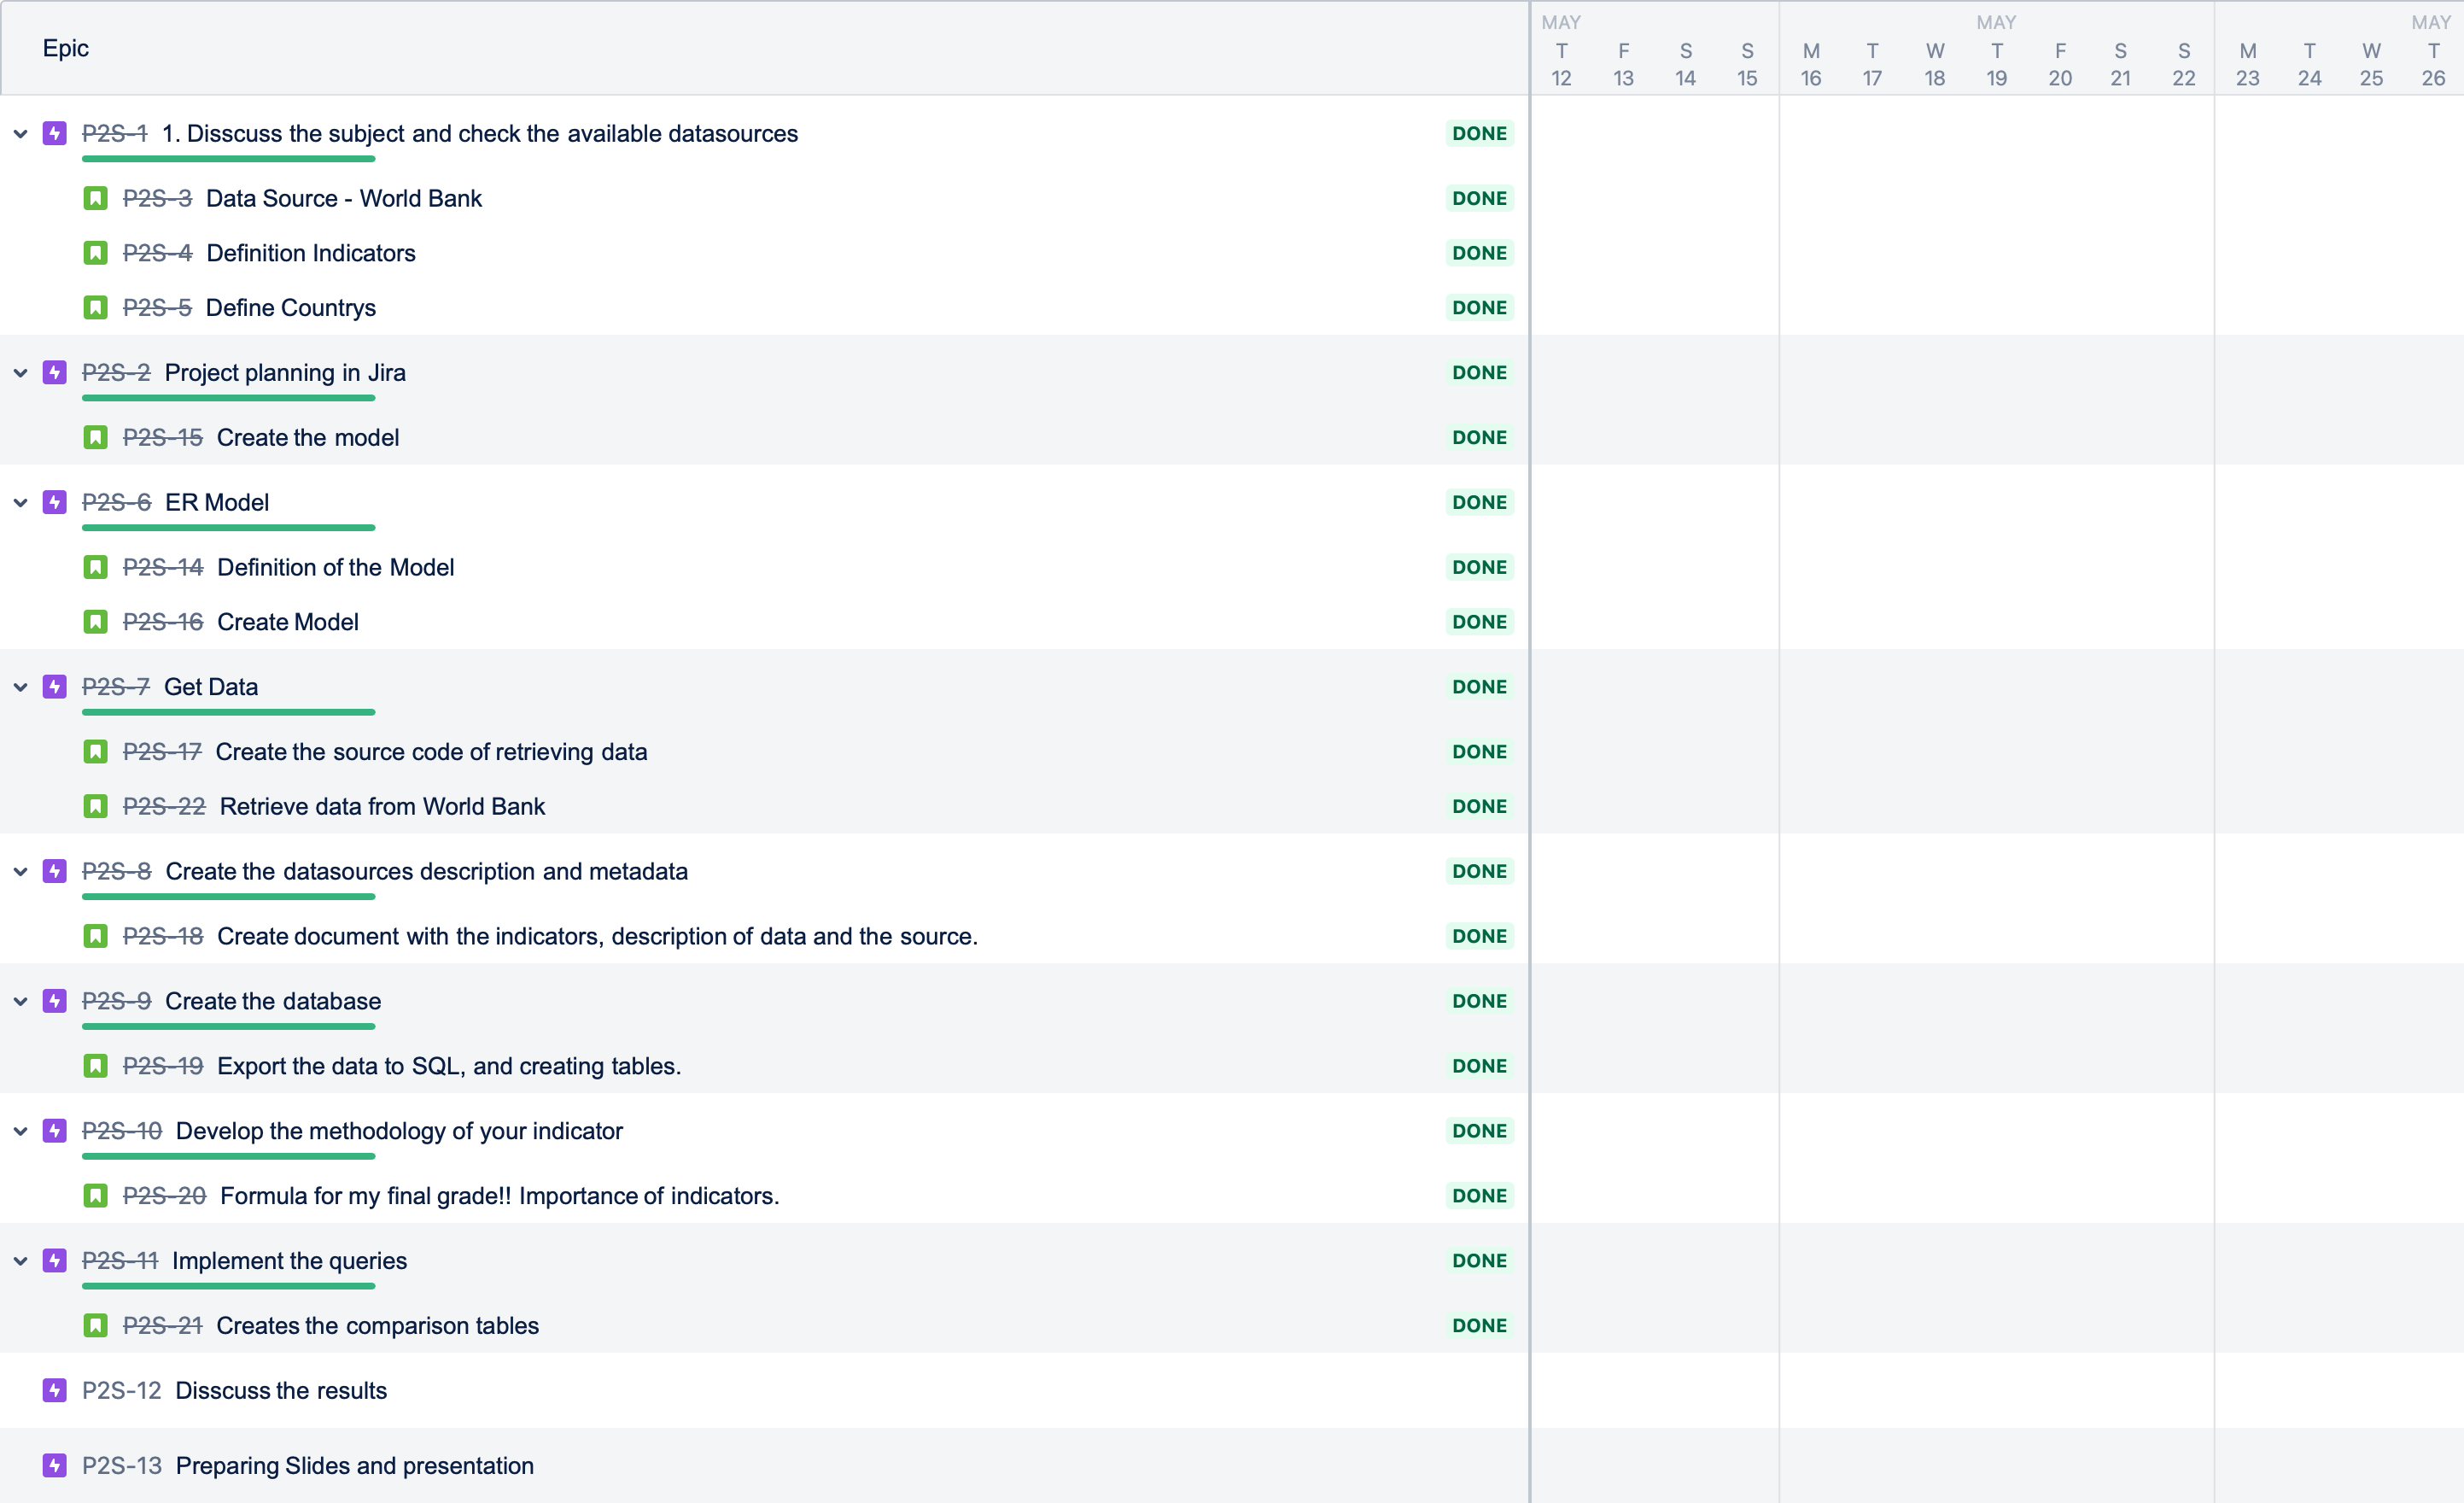 Epic
MAY MAY MAY
T F S S M T W T F S S M T W T
12 13 14 15 16 17 18 19 20 21 22 23 24 25 26
P2S-1 1. Disscuss the subject and check the available datasources DONE
P2S-3 Data Source - World Bank DONE
P2S-4 Definition Indicators DONE
P2S-5 Define Countrys DONE
P2S-2 Project planning in Jira DONE
P2S-15 Create the model DONE
P2S-6 ER Model DONE
P2S-14 Definition of the Model DONE
P2S-16 Create Model DONE
P2S-7 Get Data DONE
P2S-17 Create the source code of retrieving data DONE
P2S-22 Retrieve data from World Bank DONE
P2S-8 Create the datasources description and metadata DONE
P2S-18 Create document with the indicators, description of data and the source. DONE
P2S-9 Create the database DONE
P2S-19 Export the data to SQL, and creating tables. DONE
P2S-10 Develop the methodology of your indicator DONE
P2S-20 Formula for my final grade!! Importance of indicators. DONE
P2S-11 Implement the queries DONE
P2S-21 Creates the comparison tables DONE
P2S-12 Disscuss the results
P2S-13 Preparing Slides and presentation